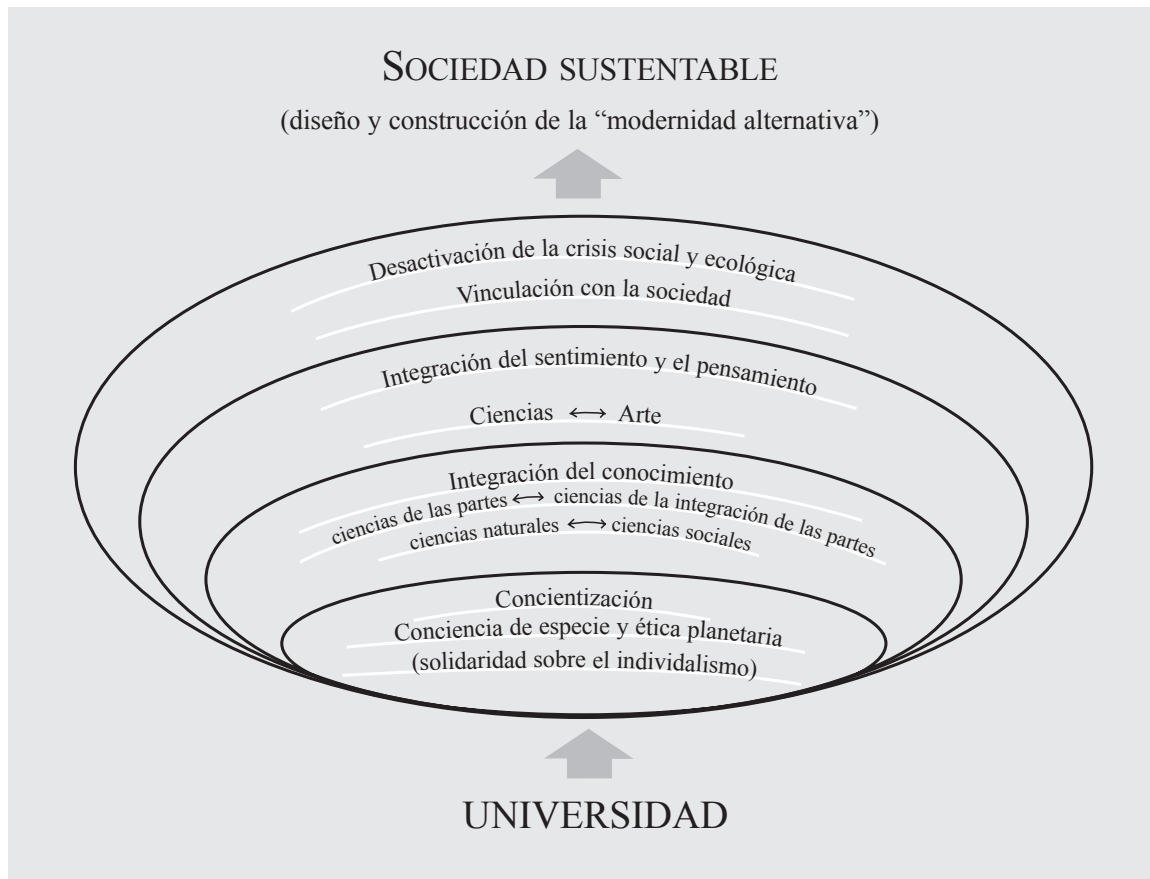 SOCIEDAD SUSTENTABLE
(diseño y construcción de la “modernidad alternativa”)
Desactivación de la crisis social y ecológica
Vinculación con la sociedad
Integración del sentimiento y el pensamiento
Ciencias ↔ Arte
Integración del conocimiento
ciencias de las partes ↔ ciencias de la integración de las partes
ciencias naturales ↔ ciencias sociales
Concientización
Conciencia de especie y ética planetaria
(solidaridad sobre el individalismo)
UNIVERSIDAD